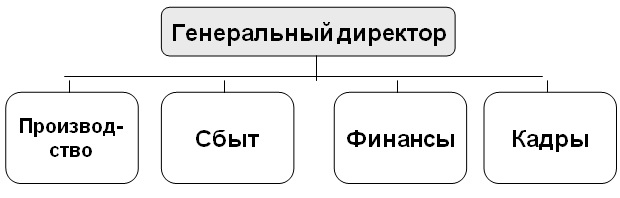 Генеральный директор
Производ-
ство
Сбыт
Финансы
Кадры